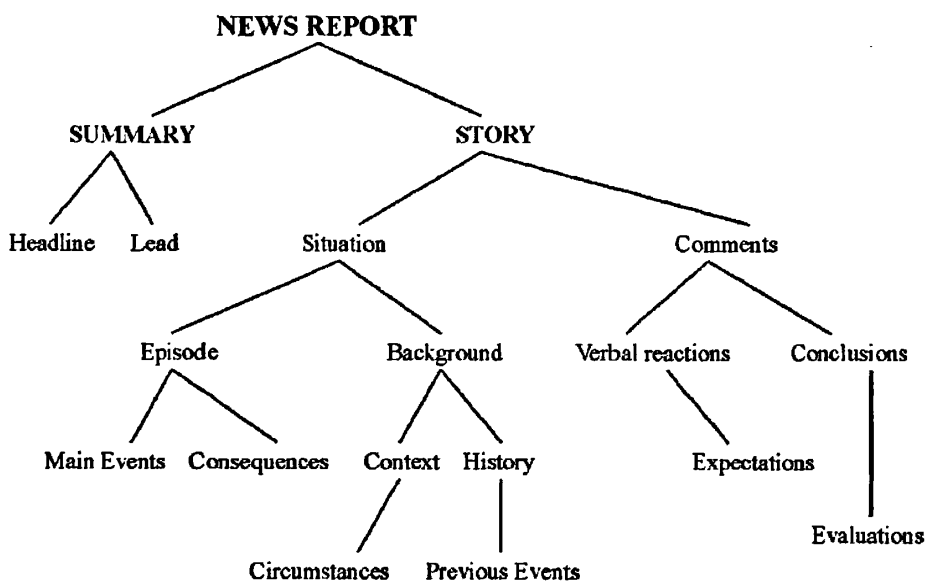 NEWS REPORT
SUMMARY STORY
Headline Lead Situation Comments
Episode Background Verbal reactions Conclusions
Main Events Consequences Context History Expectations
Evaluations
Circumstances Previous Events